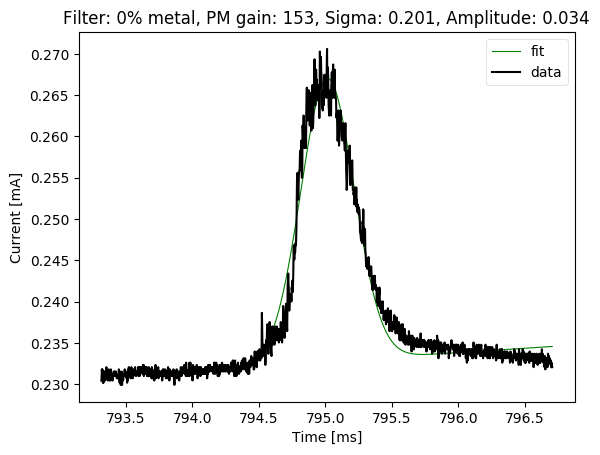 Filter: 0% metal, PM gain: 153, Sigma: 0.201, Amplitude: 0.034
fit
data
0.270
0.265
0.260
0.255
0.250
0.245
0.240
0.235
0.230
Current [mA]
793.5 794.0 794.5 795.0 795.5 796.0 796.5
Time [ms]